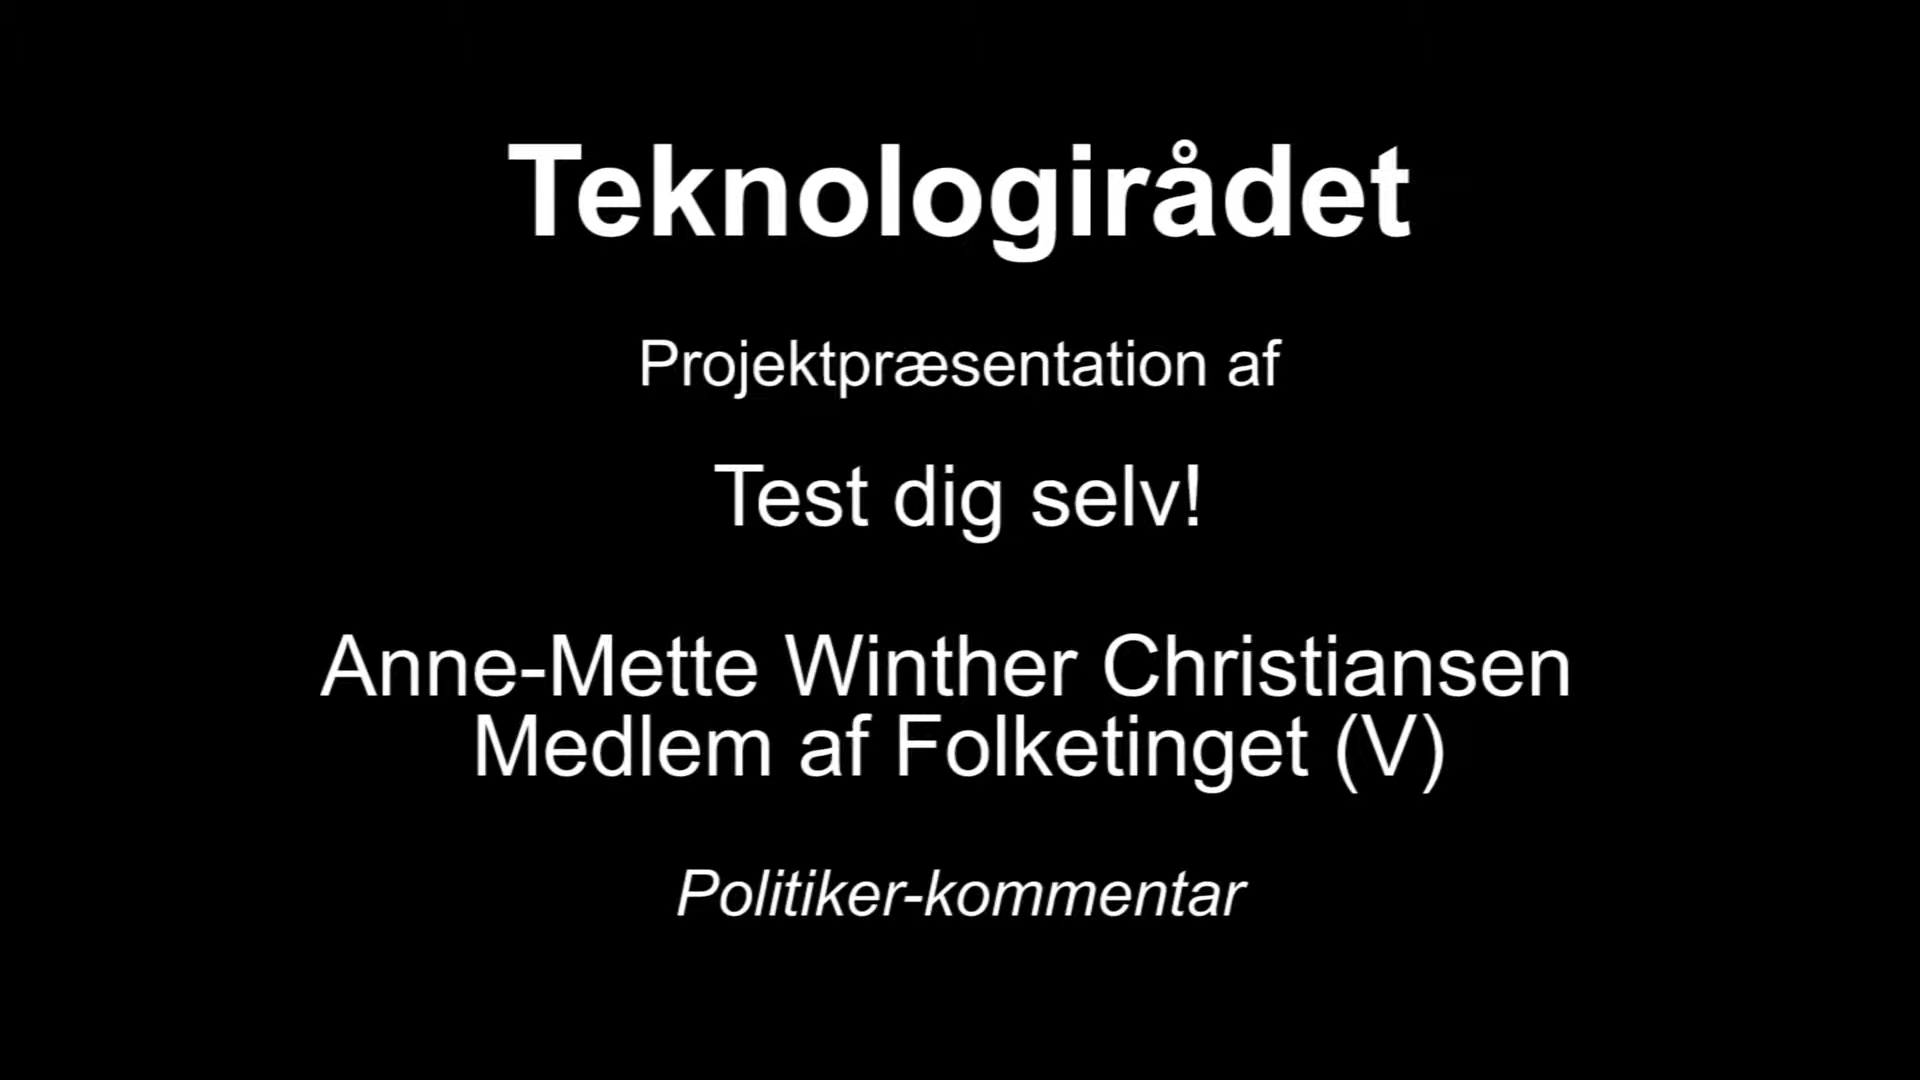 Teknologirådet
Projektpræsentation af
Test dig selv!
Anne-Mette Winther Christiansen
Medlem af Folketinget (V)
Politiker-kommentar